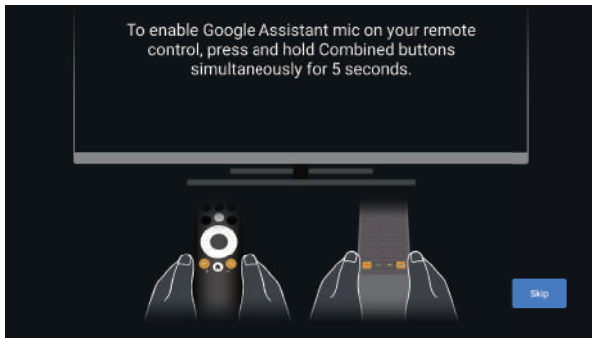 To enable Google Assistant mic on your remote
control, press and hold Combined buttons
simultaneously for 5 seconds.
Skip